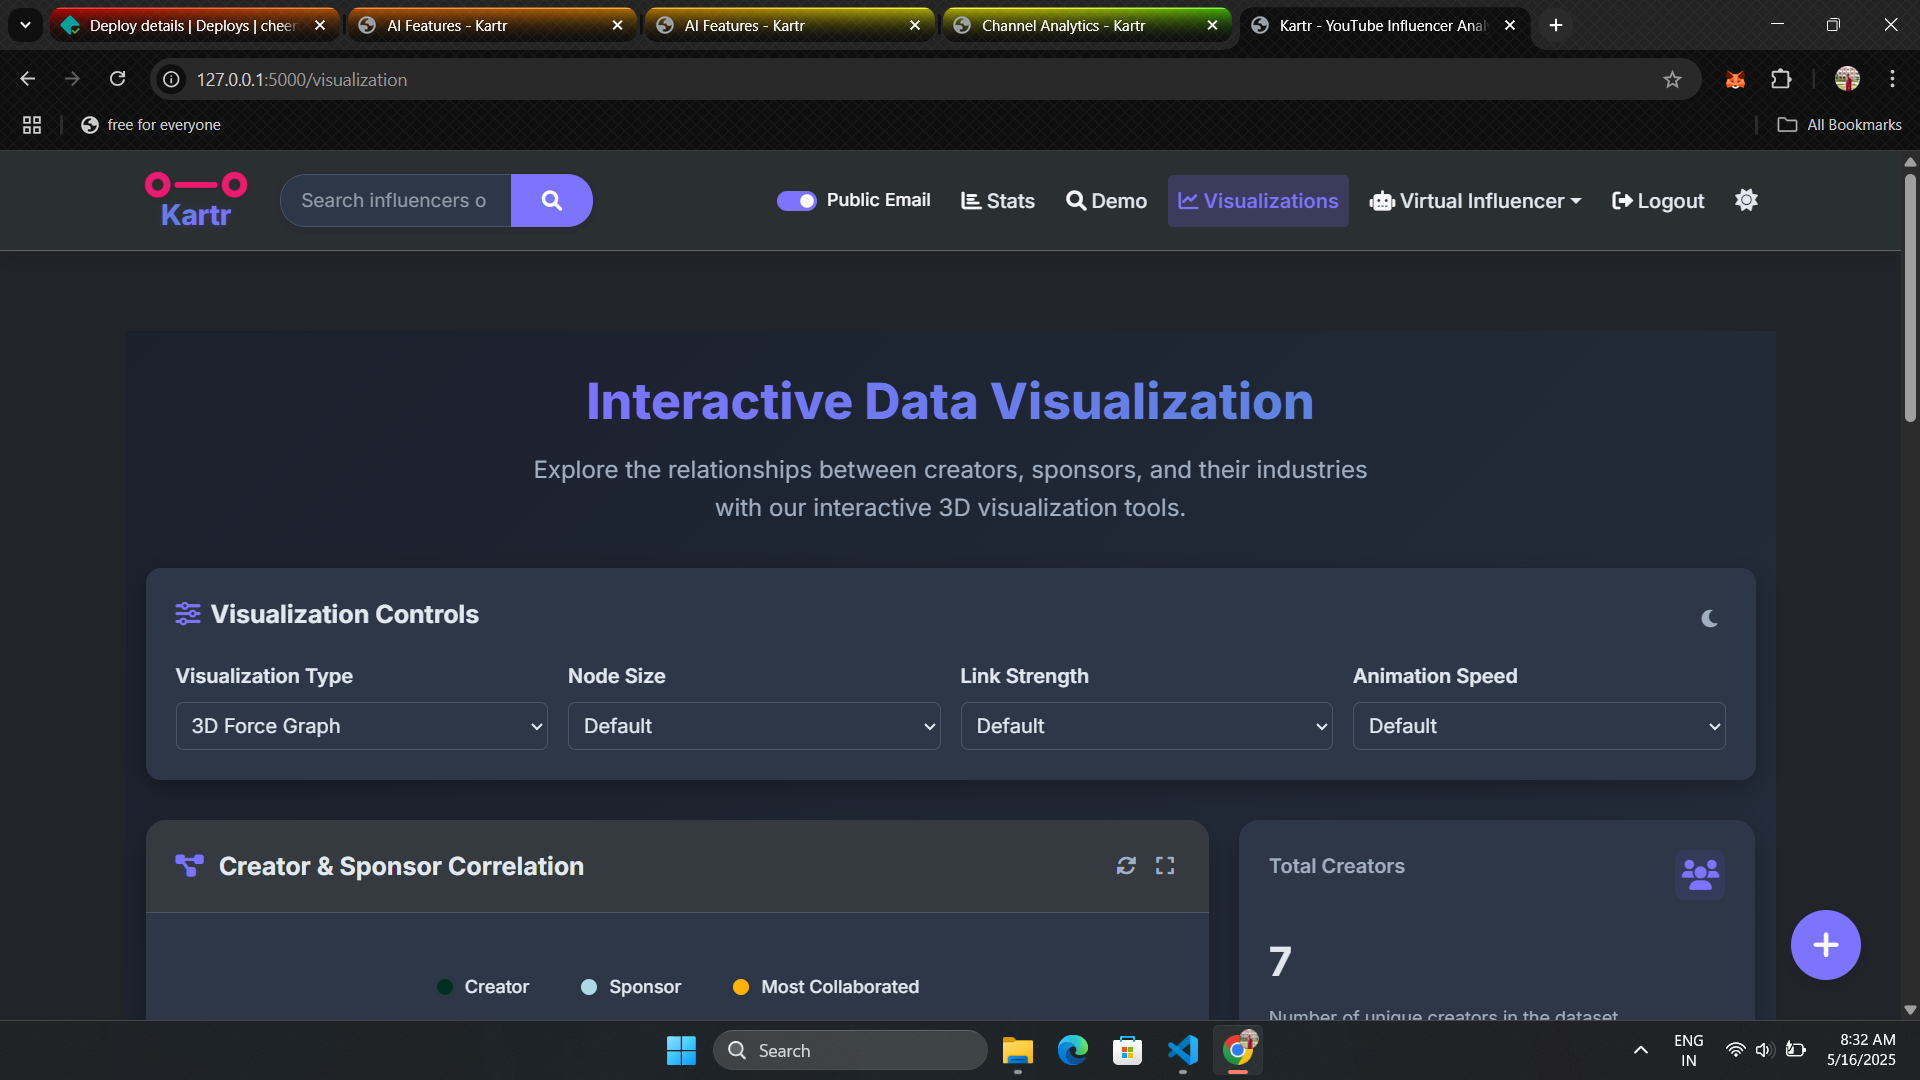 Deploy details | Deploys | cheer
AI Features - Kartr
AI Features - Kartr
Channel Analytics - Kartr
Kartr - YouTube Influencer Anal
127.0.0.1:5000/visualization
free for everyone
All Bookmarks
Kartr
Search influencers o
Public Email
Stats
Demo
Visualizations
Virtual Influencer
Logout
Interactive Data Visualization
Explore the relationships between creators, sponsors, and their industries
with our interactive 3D visualization tools.
Visualization Controls
Visualization Type
Node Size
Link Strength
Animation Speed
3D Force Graph
Default
Default
Default
Creator & Sponsor Correlation
Total Creators
7
Creator
Sponsor
Most Collaborated
Number of unique creators in the dataset
Search
ENG
IN
8:32 AM
5/16/2025